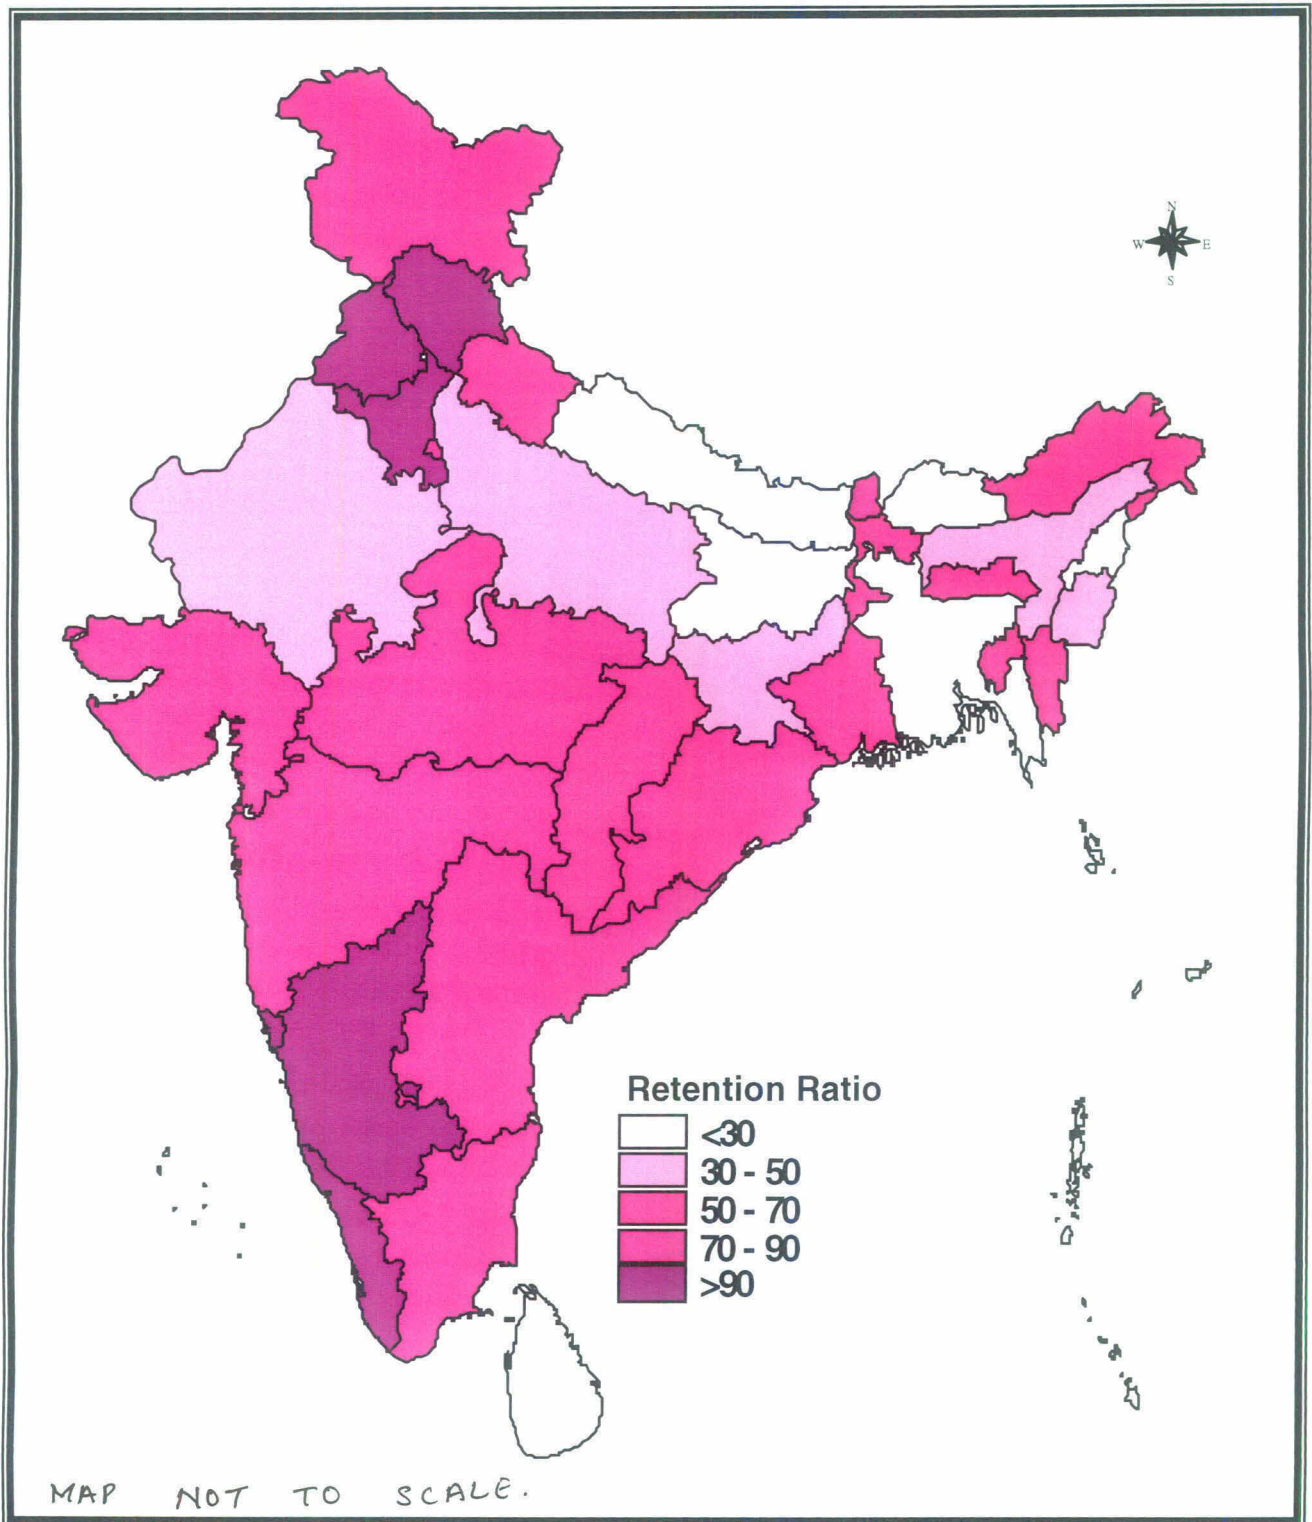 N
W E
S
Retention Ratio
<30
30 - 50
50 - 70
70 - 90
>90
MAP NOT TO SCALE.